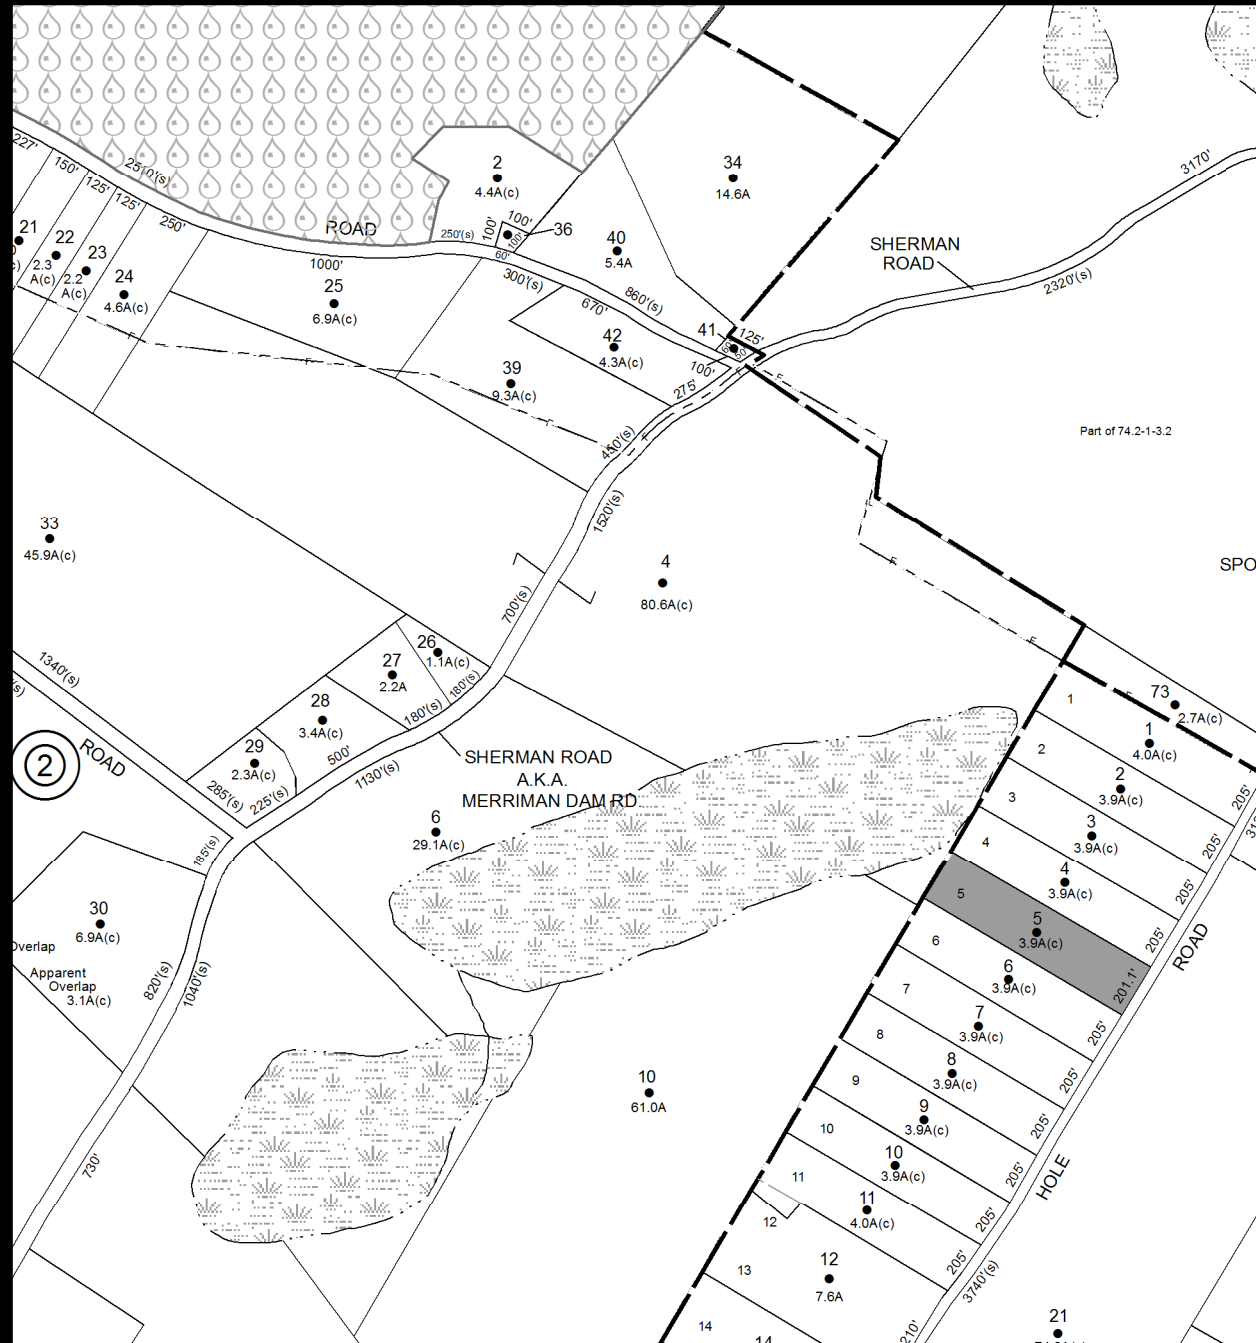 2
4.4A(c)
34
14.6A
3170'
227'
150'
125'
125'
2510'(s)
250'
ROAD
250'(s)
100'
100'
100'
60'
36
40
5.4A
SHERMAN
ROAD
2320'(s)
21
22
2.3
A(c)
23
2.2
A(c)
24
4.6A(c)
1000'
25
6.9A(c)
300'(s)
670'
860'(s)
41
125'
60'
50'
100'
42
4.3A(c)
39
9.3A(c)
275'
450'(s)
F
F
F
F
F
F
F
F
F
F
Part of 74.2-1-3.2
1520'(s)
33
45.9A(c)
4
80.6A(c)
SPO
700'(s)
1340'(s)
26
1.1A(c)
27
2.2A
28
3.4A(c)
29
2.3A(c)
180'(s)
180'(s)
500'
1130'(s)
285'(s)
225'(s)
185'(s)
2
ROAD
SHERMAN ROAD
A.K.A.
MERRIMAN DAM RD.
6
29.1A(c)
73
2.7A(c)
1
1
4.0A(c)
2
2
3.9A(c)
3
3
3.9A(c)
4
4
3.9A(c)
5
5
3.9A(c)
6
6
3.9A(c)
7
7
3.9A(c)
8
8
3.9A(c)
9
9
3.9A(c)
10
10
3.9A(c)
11
11
4.0A(c)
12
12
7.6A
13
14
14
205'
205'
205'
205'
201.1'
205'
205'
205'
205'
205'
205'
210'
ROAD
HOLE
3740'(s)
21
30
6.9A(c)
Overlap
Apparent
Overlap
3.1A(c)
820'(s)
1040'(s)
730'
10
61.0A